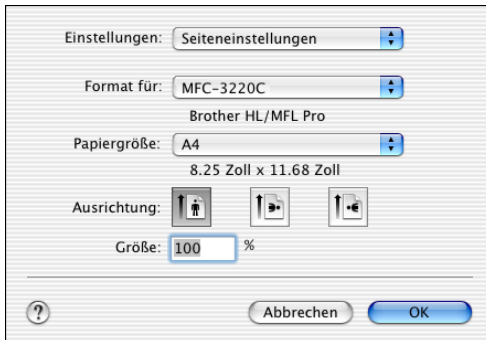 Einstellungen: Seiteneinstellungen
Format für: MFC-3220C
Brother HL/MFL Pro
Papiergröße: A4
8.25 Zoll x 11.68 Zoll
Ausrichtung:
Größe: 100 %
? Abbrechen OK